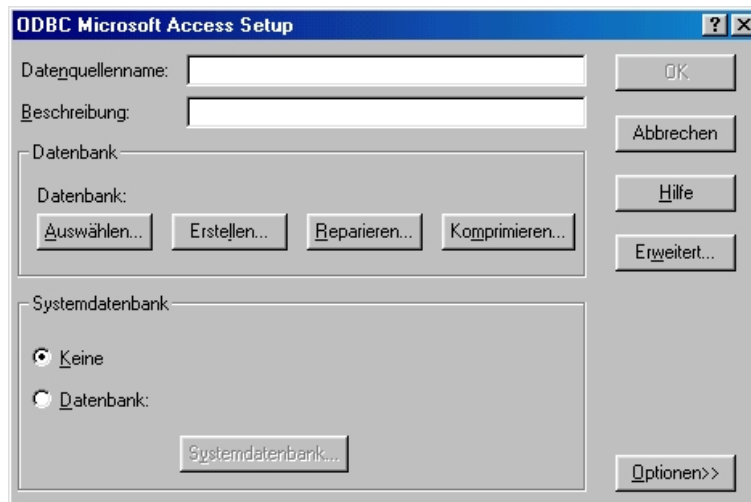 ODBC Microsoft Access Setup
Datenquellenname:
OK
Beschreibung:
Abbrechen
Datenbank
Datenbank:
Auswählen...
Erstellen...
Reparieren...
Komprimieren...
Hilfe
Erweitert...
Systemdatenbank
Keine
Datenbank:
Systemdatenbank...
Optionen>>